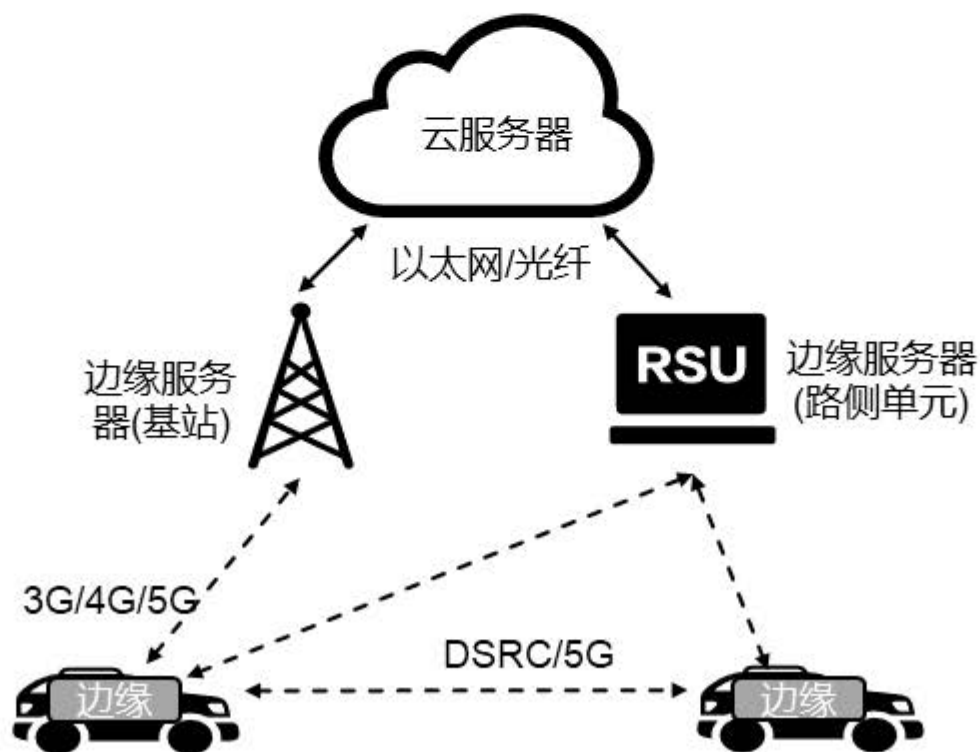 云服务器
以太网/光纤
边缘服务
器(基站)
RSU
边缘服务器
(路侧单元)
3G/4G/5G
DSRC/5G
边缘
边缘